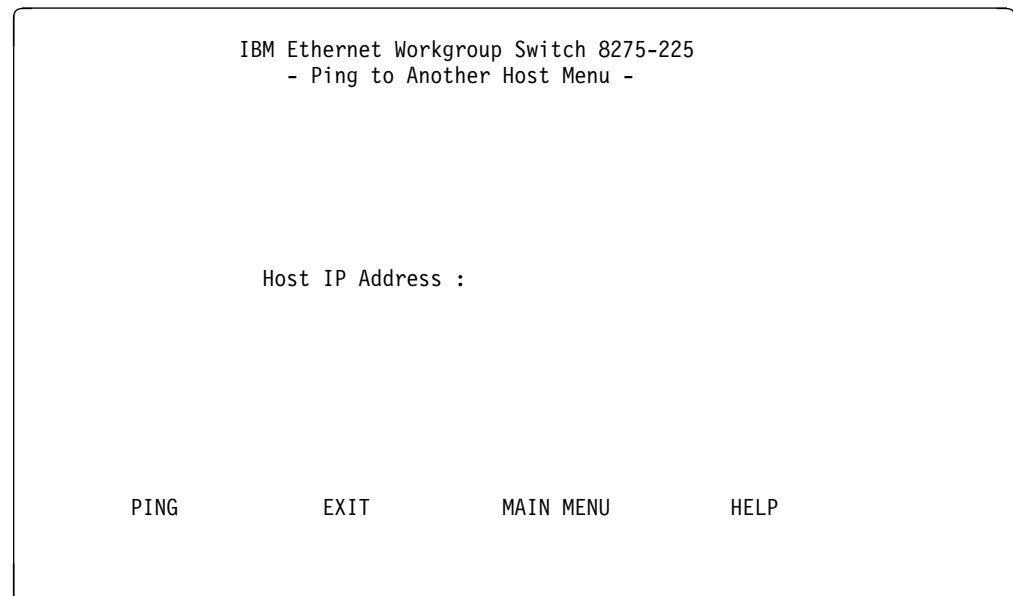 IBM Ethernet Workgroup Switch 8275-225
- Ping to Another Host Menu -
Host IP Address :
PING EXIT MAIN MENU HELP